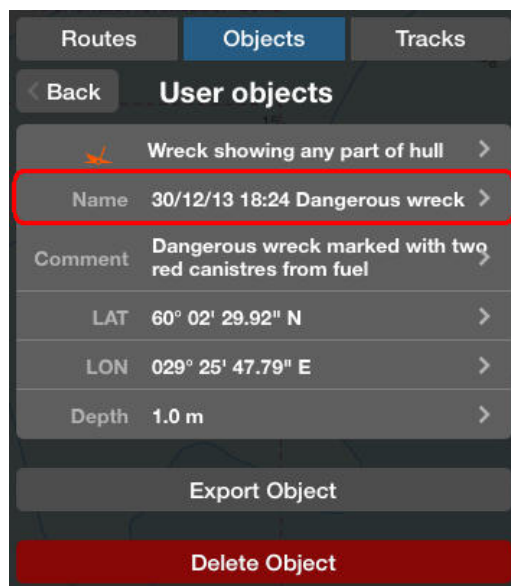 Routes Objects Tracks
Back User objects
Wreck showing any part of hull
Name 30/12/13 18:24 Dangerous wreck
Comment Dangerous wreck marked with two
red canistres from fuel
LAT 60° 02' 29.92" N
LON 029° 25' 47.79" E
Depth 1.0 m
Export Object
Delete Object